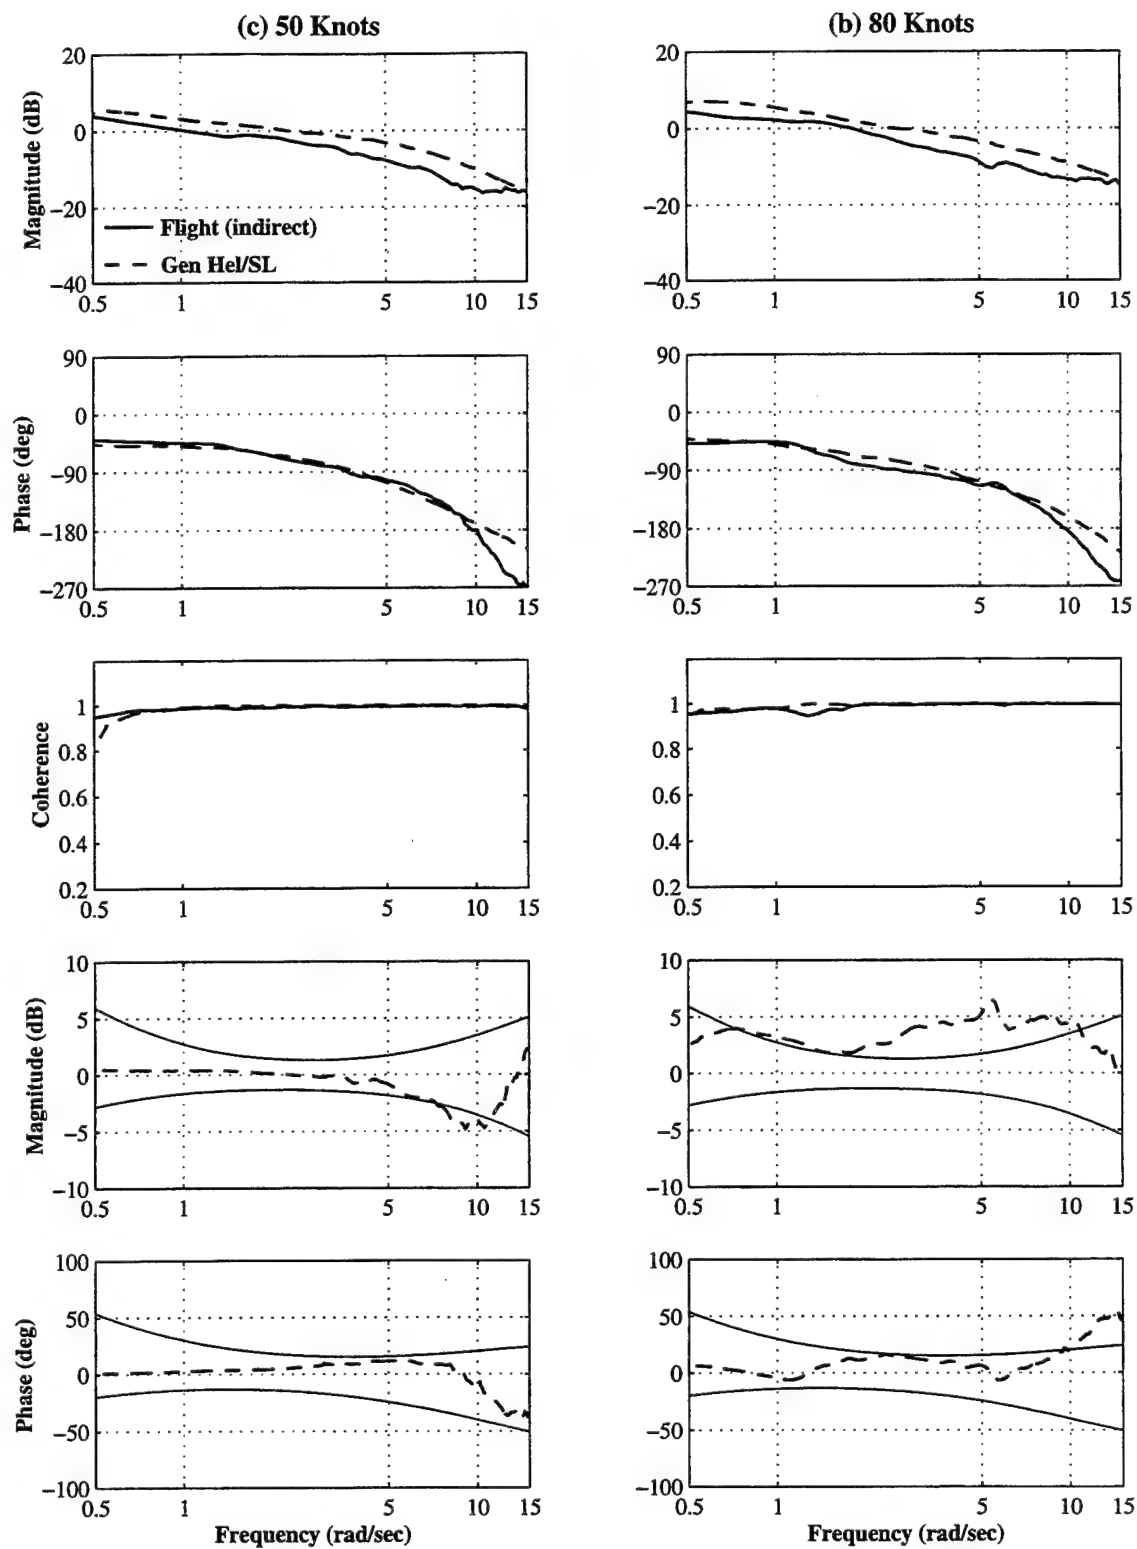 (c) 50 Knots
(b) 80 Knots
Magnitude (dB)
20
0
−20
−40
Flight (indirect)
Gen Hel/SL
0.5 1 5 10 15
20
0
−20
−40
0.5 1 5 10 15
Phase (deg)
90
0
−90
−180
−270
0.5 1 5 10 15
90
0
−90
−180
−270
0.5 1 5 10 15
Coherence
1
0.8
0.6
0.4
0.2
0.5 1 5 10 15
1
0.8
0.6
0.4
0.2
0.5 1 5 10 15
Magnitude (dB)
10
5
0
−5
−10
0.5 1 5 10 15
10
5
0
−5
−10
0.5 1 5 10 15
Phase (deg)
100
50
0
−50
−100
0.5 1 5 10 15
Frequency (rad/sec)
100
50
0
−50
−100
0.5 1 5 10 15
Frequency (rad/sec)